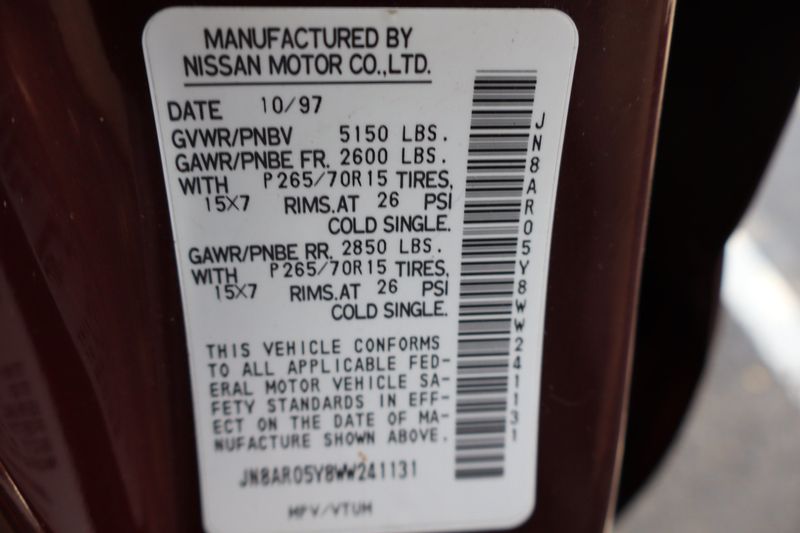 MANUFACTURED BY
NISSAN MOTOR CO.,LTD.
DATE 10/97
GVWR/PNBV 5150 LBS.
GAWR/PNBE FR. 2600 LBS.
WITH P265/70R15 TIRES,
15X7 RIMS.AT 26 PSI
COLD SINGLE.
GAWR/PNBE RR. 2850 LBS.
WITH P265/70R15 TIRES,
15X7 RIMS.AT 26 PSI
COLD SINGLE.
THIS VEHICLE CONFORMS
TO ALL APPLICABLE FED-
ERAL MOTOR VEHICLE SA-
FETY STANDARDS IN EFF-
ECT ON THE DATE OF MA-
NUFACTURE SHOWN ABOVE.
JN8AR05Y8WW241131
MPV/VTUM
JN8AR05Y8WW241131